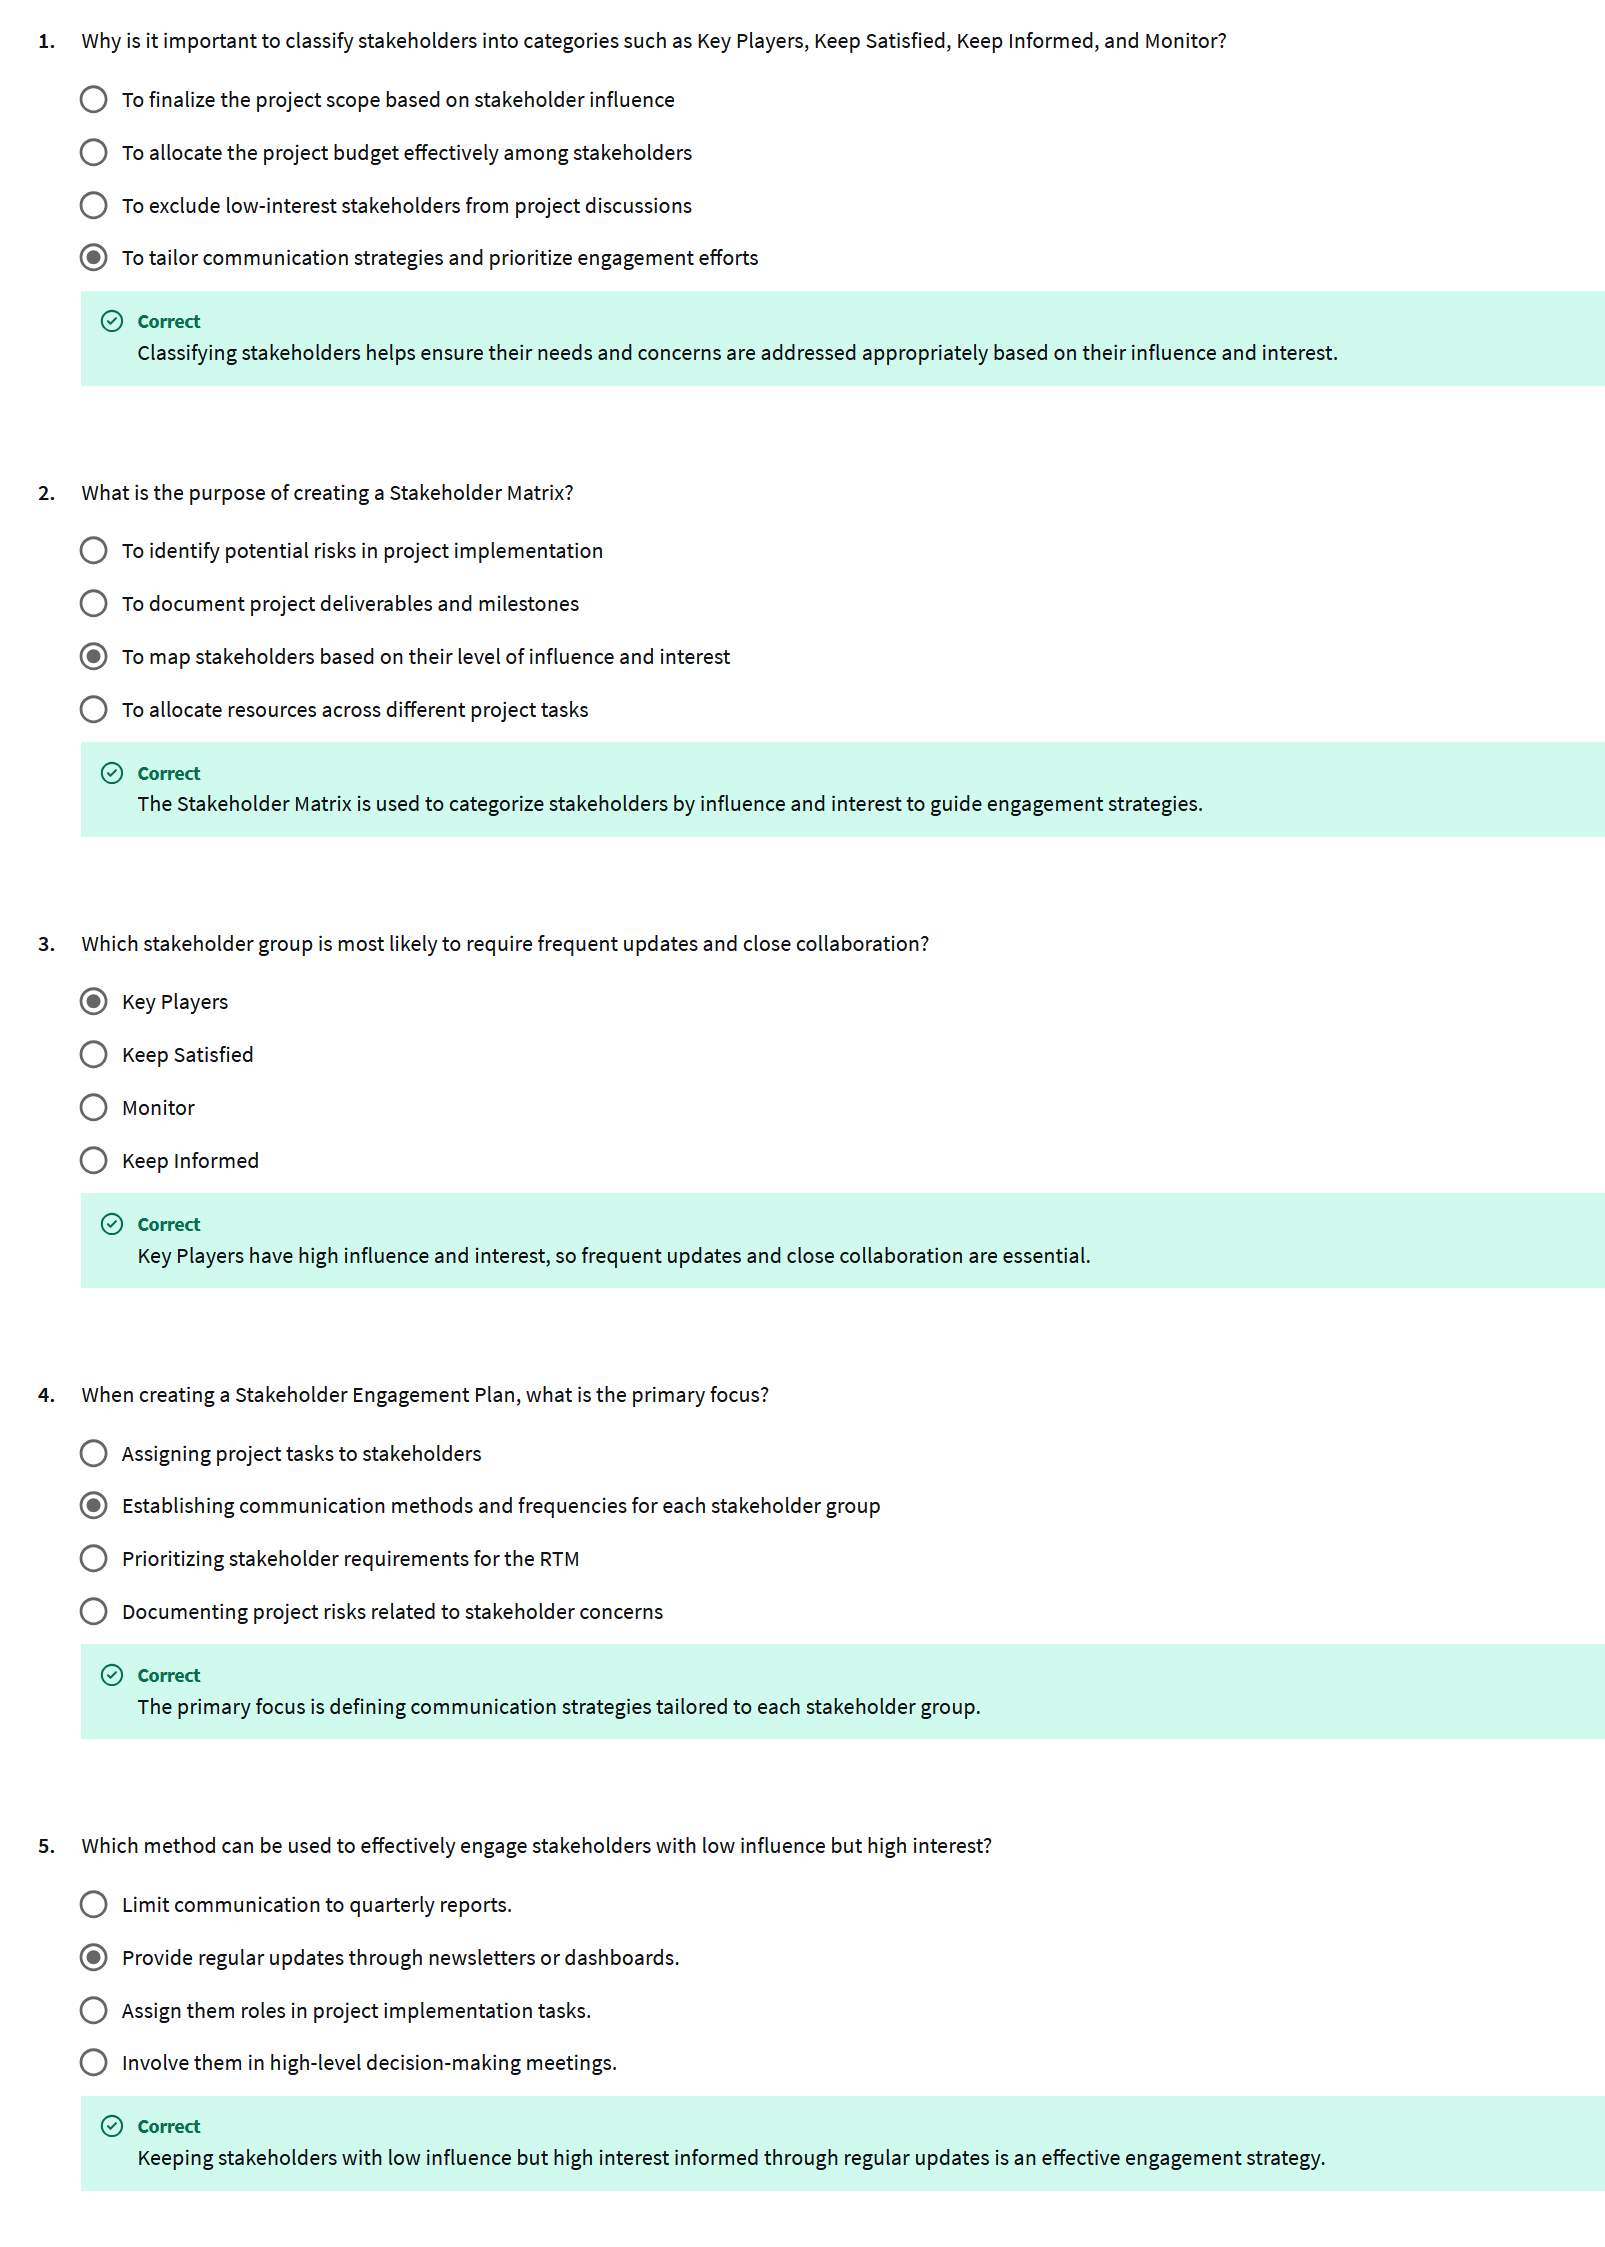 1. Why is it important to classify stakeholders into categories such as Key Players, Keep Satisfied, Keep Informed, and Monitor?
To finalize the project scope based on stakeholder influence
To allocate the project budget effectively among stakeholders
To exclude low-interest stakeholders from project discussions
To tailor communication strategies and prioritize engagement efforts
Correct
Classifying stakeholders helps ensure their needs and concerns are addressed appropriately based on their influence and interest.
2. What is the purpose of creating a Stakeholder Matrix?
To identify potential risks in project implementation
To document project deliverables and milestones
To map stakeholders based on their level of influence and interest
To allocate resources across different project tasks
Correct
The Stakeholder Matrix is used to categorize stakeholders by influence and interest to guide engagement strategies.
3. Which stakeholder group is most likely to require frequent updates and close collaboration?
Key Players
Keep Satisfied
Monitor
Keep Informed
Correct
Key Players have high influence and interest, so frequent updates and close collaboration are essential.
4. When creating a Stakeholder Engagement Plan, what is the primary focus?
Assigning project tasks to stakeholders
Establishing communication methods and frequencies for each stakeholder group
Prioritizing stakeholder requirements for the RTM
Documenting project risks related to stakeholder concerns
Correct
The primary focus is defining communication strategies tailored to each stakeholder group.
5. Which method can be used to effectively engage stakeholders with low influence but high interest?
Limit communication to quarterly reports.
Provide regular updates through newsletters or dashboards.
Assign them roles in project implementation tasks.
Involve them in high-level decision-making meetings.
Correct
Keeping stakeholders with low influence but high interest informed through regular updates is an effective engagement strategy.